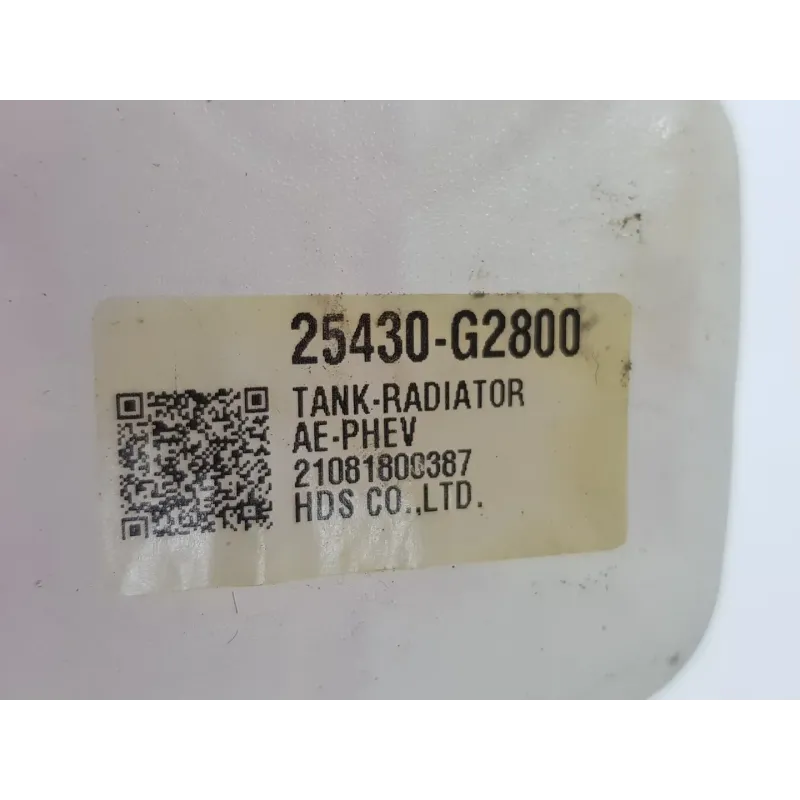 25430-G2800
TANK-RADIATOR
AE-PHEV
21081800387
HDS CO.,LTD.